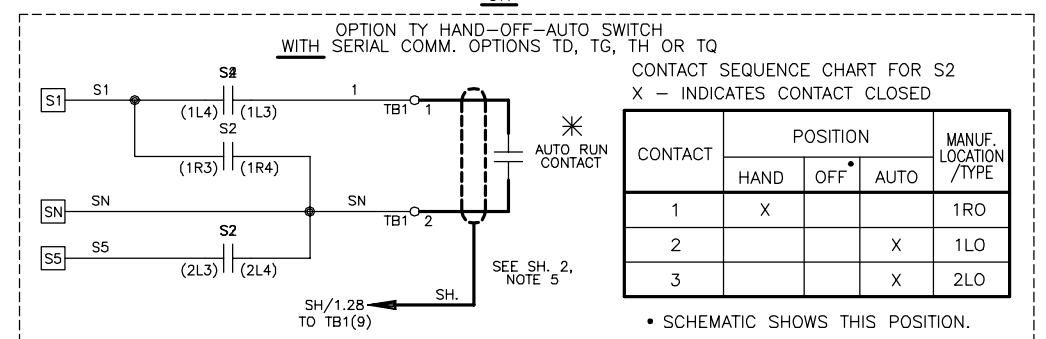 OPTION TY HAND-OFF-AUTO SWITCH
WITH SERIAL COMM. OPTIONS TD, TG, TH OR TQ
S1
S1
(1L4) (1L3)
1
TB1 1
S2
(1R3) (1R4)
AUTO RUN
CONTACT
SN
SN
SN
TB1 2
S5
S5
S2
(2L3) (2L4)
SEE SH. 2,
NOTE 5
SH.
SH/1.28
TO TB1(9)
CONTACT SEQUENCE CHART FOR S2
X - INDICATES CONTACT CLOSED
CONTACT POSITION MANUF. LOCATION /TYPE
HAND OFF• AUTO
1 X 1RO
2 X 1LO
3 X 2LO
• SCHEMATIC SHOWS THIS POSITION.